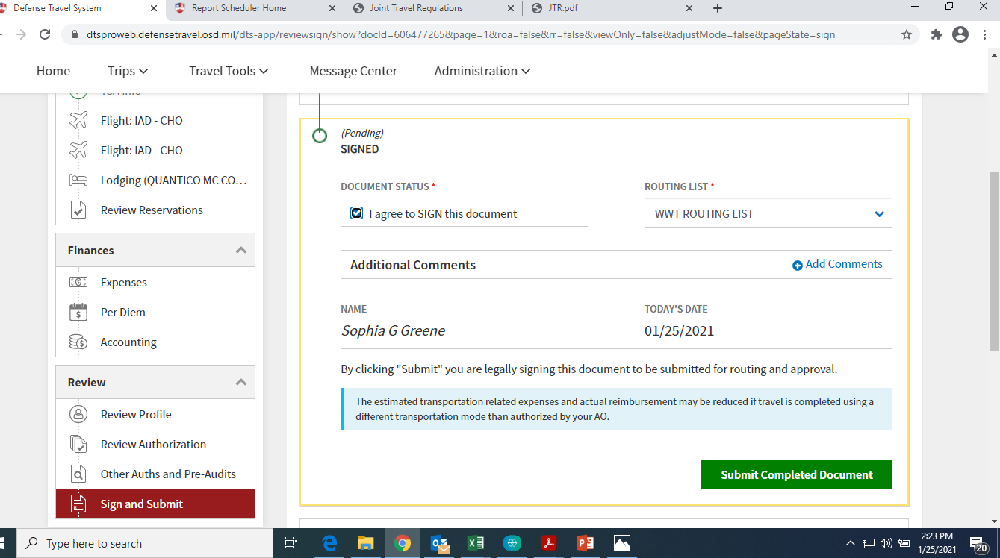 Defense Travel System
Report Scheduler Home
Joint Travel Regulations
JTR.pdf
dtsproweb.defensetravel.osd.mil/dts-app/reviewsign/show?docId=606477265&page=1&roa=false&rr=false&viewOnly=false&adjustMode=false&pageState=sign
Home Trips Travel Tools Message Center Administration
Flight: IAD - CHO
Flight: IAD - CHO
Lodging (QUANTICO MC CO...
Review Reservations
Finances
Expenses
Per Diem
Accounting
Review
Review Profile
Review Authorization
Other Auths and Pre-Audits
Sign and Submit
(Pending)
SIGNED
DOCUMENT STATUS *
I agree to SIGN this document
ROUTING LIST *
WWT ROUTING LIST
Additional Comments
Add Comments
NAME
Sophia G Greene
TODAY'S DATE
01/25/2021
By clicking "Submit" you are legally signing this document to be submitted for routing and approval.
The estimated transportation related expenses and actual reimbursement may be reduced if travel is completed using a
different transportation mode than authorized by your AO.
Submit Completed Document
Type here to search
2:23 PM
1/25/2021
20